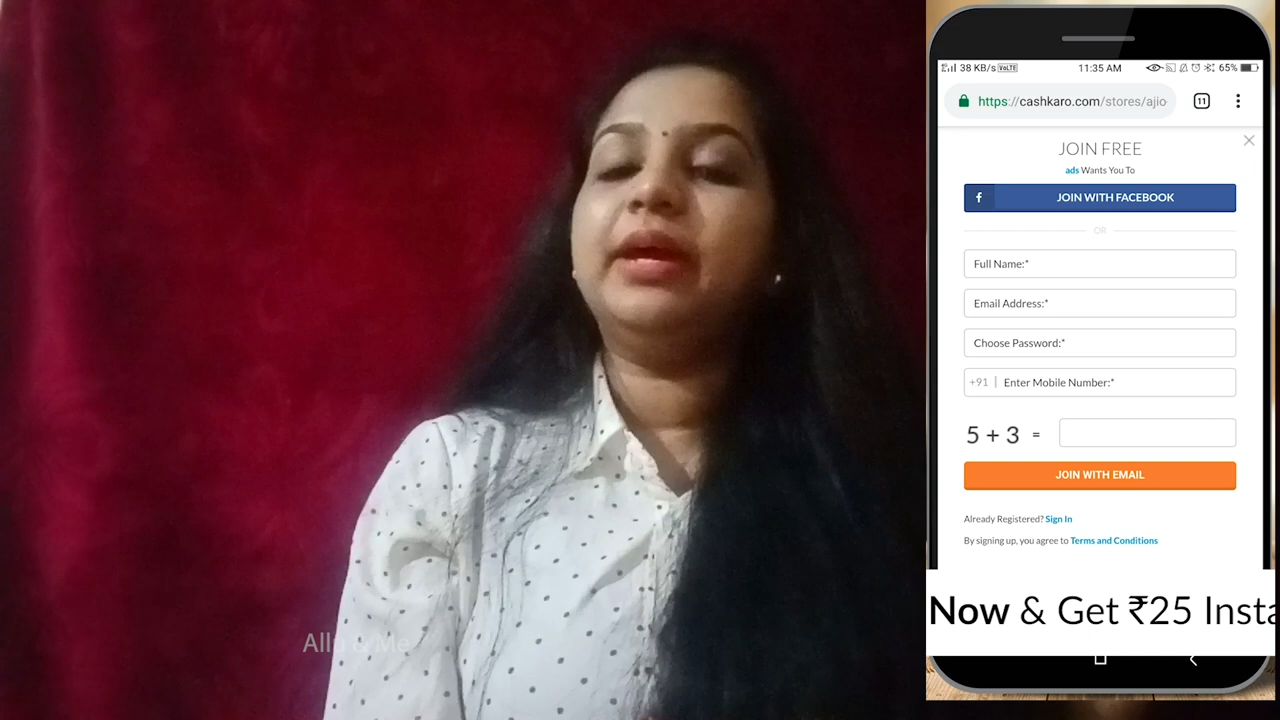 38 KB/s VoLTE 11:35 AM 65%
https://cashkaro.com/stores/ajio
11
JOIN FREE
ads Wants You To
f JOIN WITH FACEBOOK
OR
Full Name:*
Email Address:*
Choose Password:*
+91 | Enter Mobile Number:*
5 + 3 =
JOIN WITH EMAIL
Already Registered? Sign In
By signing up, you agree to Terms and Conditions
Now & Get ₹25 Insta
Allu & Me